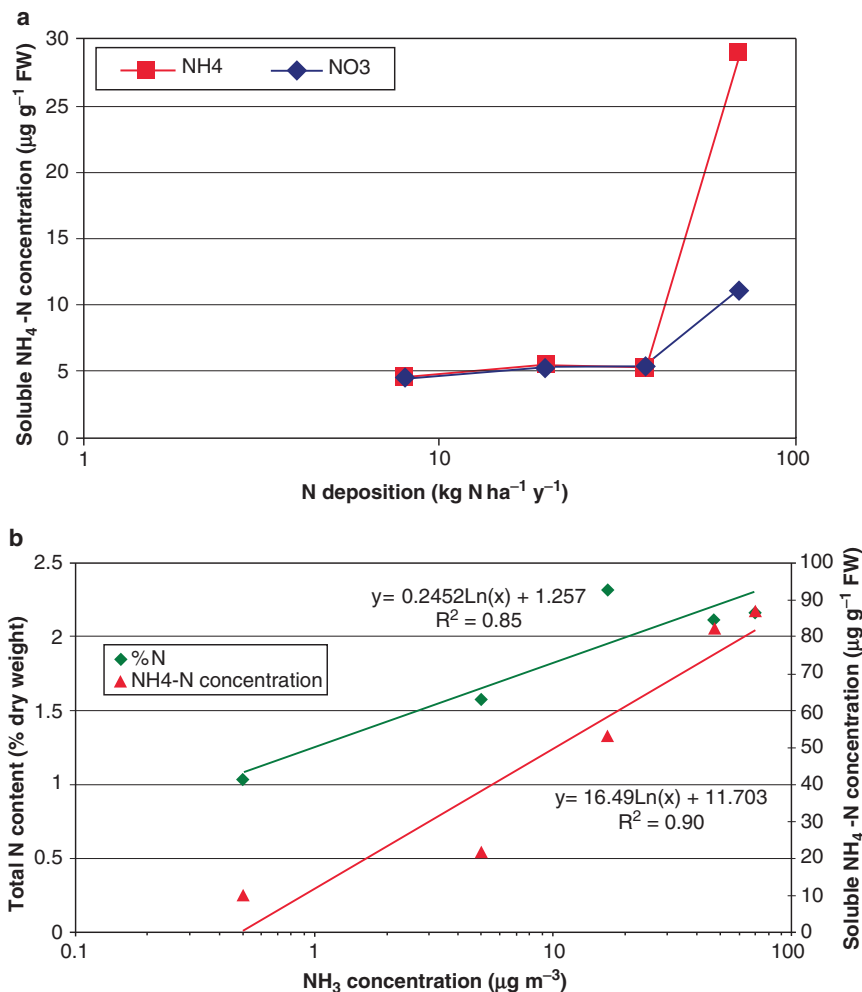 a
30
25
20
15
10
5
0
Soluble NH₄ -N concentration (µg g⁻¹ FW)
NH4 NO3
1 10 100
N deposition (kg N ha⁻¹ y⁻¹)
b
2.5
2
1.5
1
0.5
0
Total N content (% dry weight)
y= 0.2452Ln(x) + 1.257
R² = 0.85
%N
NH4-N concentration
y= 16.49Ln(x) + 11.703
R² = 0.90
100
90
80
70
60
50
40
30
20
10
0
Soluble NH₄ -N concentration (µg g⁻¹ FW)
0.1 1 10 100
NH₃ concentration (µg m⁻³)